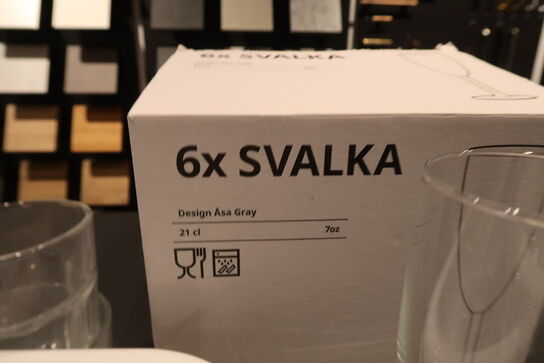 6x SVALKA
6x SVALKA
Design Åsa Gray
21 cl 7oz